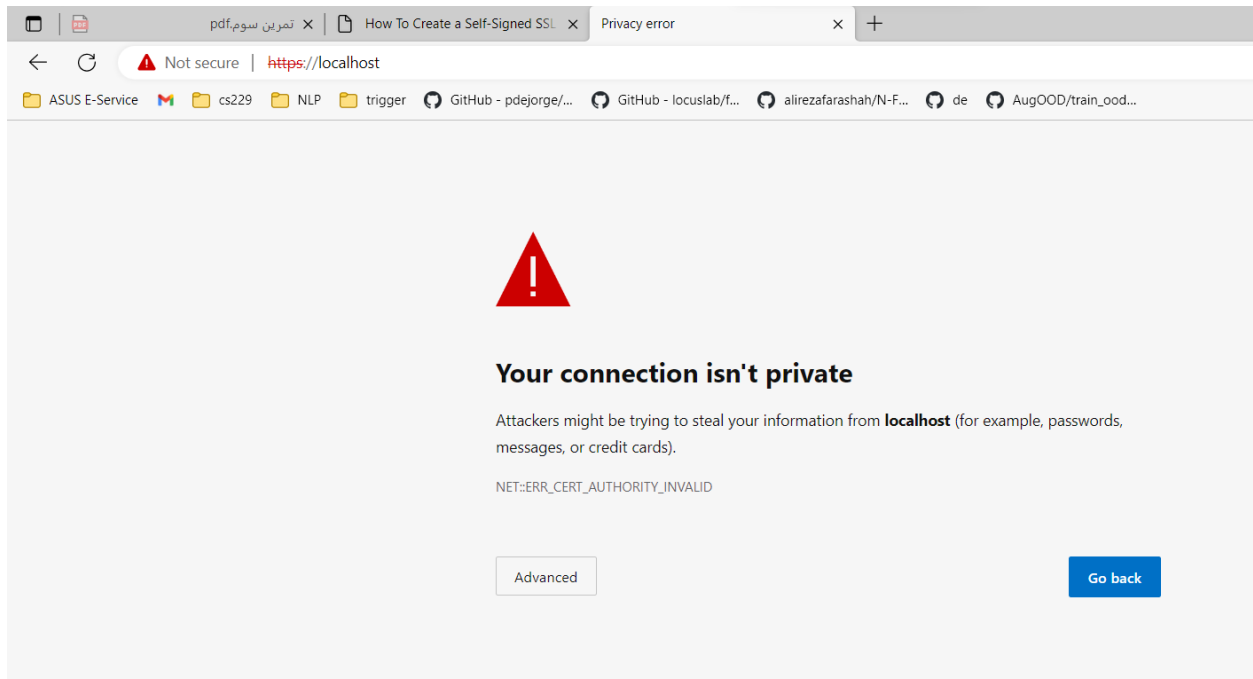 تمرین سوم.pdf
How To Create a Self-Signed SSL
Privacy error
Not secure | https://localhost
ASUS E-Service cs229 NLP trigger GitHub - pdejorge/... GitHub - locuslab/f... alirezafarashah/N-F... de AugOOD/train_ood...
Your connection isn't private
Attackers might be trying to steal your information from localhost (for example, passwords,
messages, or credit cards).
NET::ERR_CERT_AUTHORITY_INVALID
Advanced
Go back